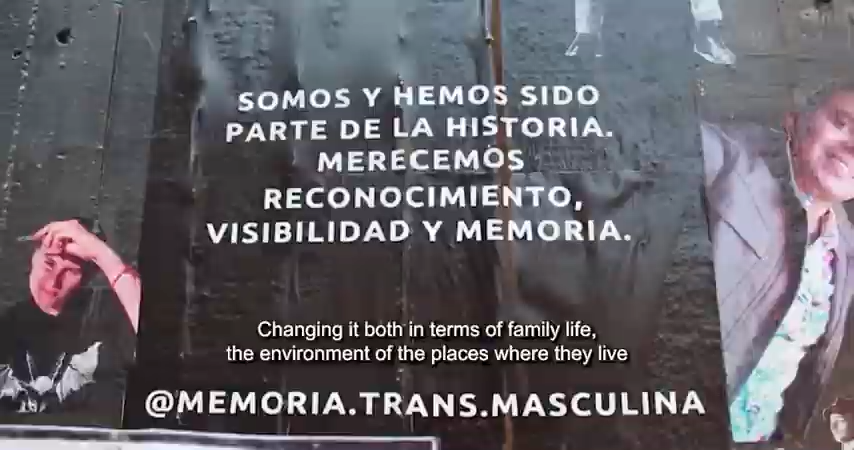 SOMOS Y HEMOS SIDO
PARTE DE LA HISTORIA.
MERECEMOS
RECONOCIMIENTO,
VISIBILIDAD Y MEMORIA.
Changing it both in terms of family life,
the environment of the places where they live
@MEMORIA.TRANS.MASCULINA